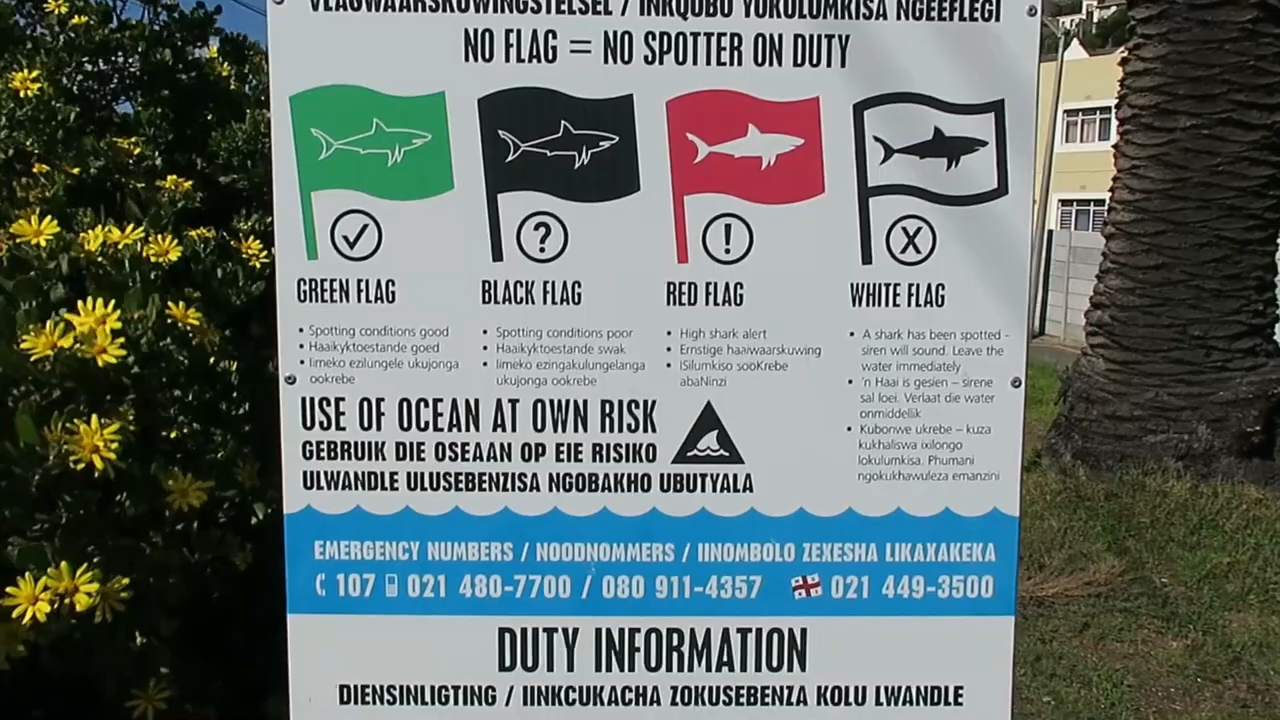 VLAGWAARSKUWINGSTELSEL / INKQUBO YOKULUMKISA NGEEFLEGI
NO FLAG = NO SPOTTER ON DUTY
✓
?
!
X
GREEN FLAG
• Spotting conditions good
• Haaikyktoestande goed
• Iimeko ezilungele ukujonga
ookrebe
BLACK FLAG
• Spotting conditions poor
• Haaikyktoestande swak
• Iimeko ezingakulungelanga
ukujonga ookrebe
RED FLAG
• High shark alert
• Ernstige haaiwaarskuwing
• ISilumkiso sooKrebe
abaNinzi
WHITE FLAG
• A shark has been spotted -
siren will sound. Leave the
water immediately
• 'n Haai is gesien – sirene
sal loei. Verlaat die water
onmiddellik
• Kubonwe ukrebe – kuza
kukhaliswa ixilongo
lokulumkisa. Phumani
ngokukhawuleza emanzini
USE OF OCEAN AT OWN RISK
GEBRUIK DIE OSEAAN OP EIE RISIKO
ULWANDLE ULUSEBENZISA NGOBAKHO UBUTYALA
EMERGENCY NUMBERS / NOODNOMMERS / IINOMBOLO ZEXESHA LIKAXAKEKA
107 021 480-7700 / 080 911-4357 021 449-3500
DUTY INFORMATION
DIENSINLIGTING / IINKCUKACHA ZOKUSEBENZA KOLU LWANDLE